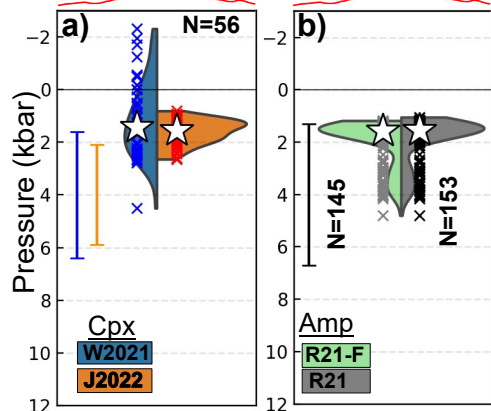 a)
N=56
b)
Pressure (kbar)
−2
0
2
4
6
8
10
12
Cpx
W2021
J2022
−2
0
2
4
6
8
10
12
N=145
N=153
Amp
R21-F
R21